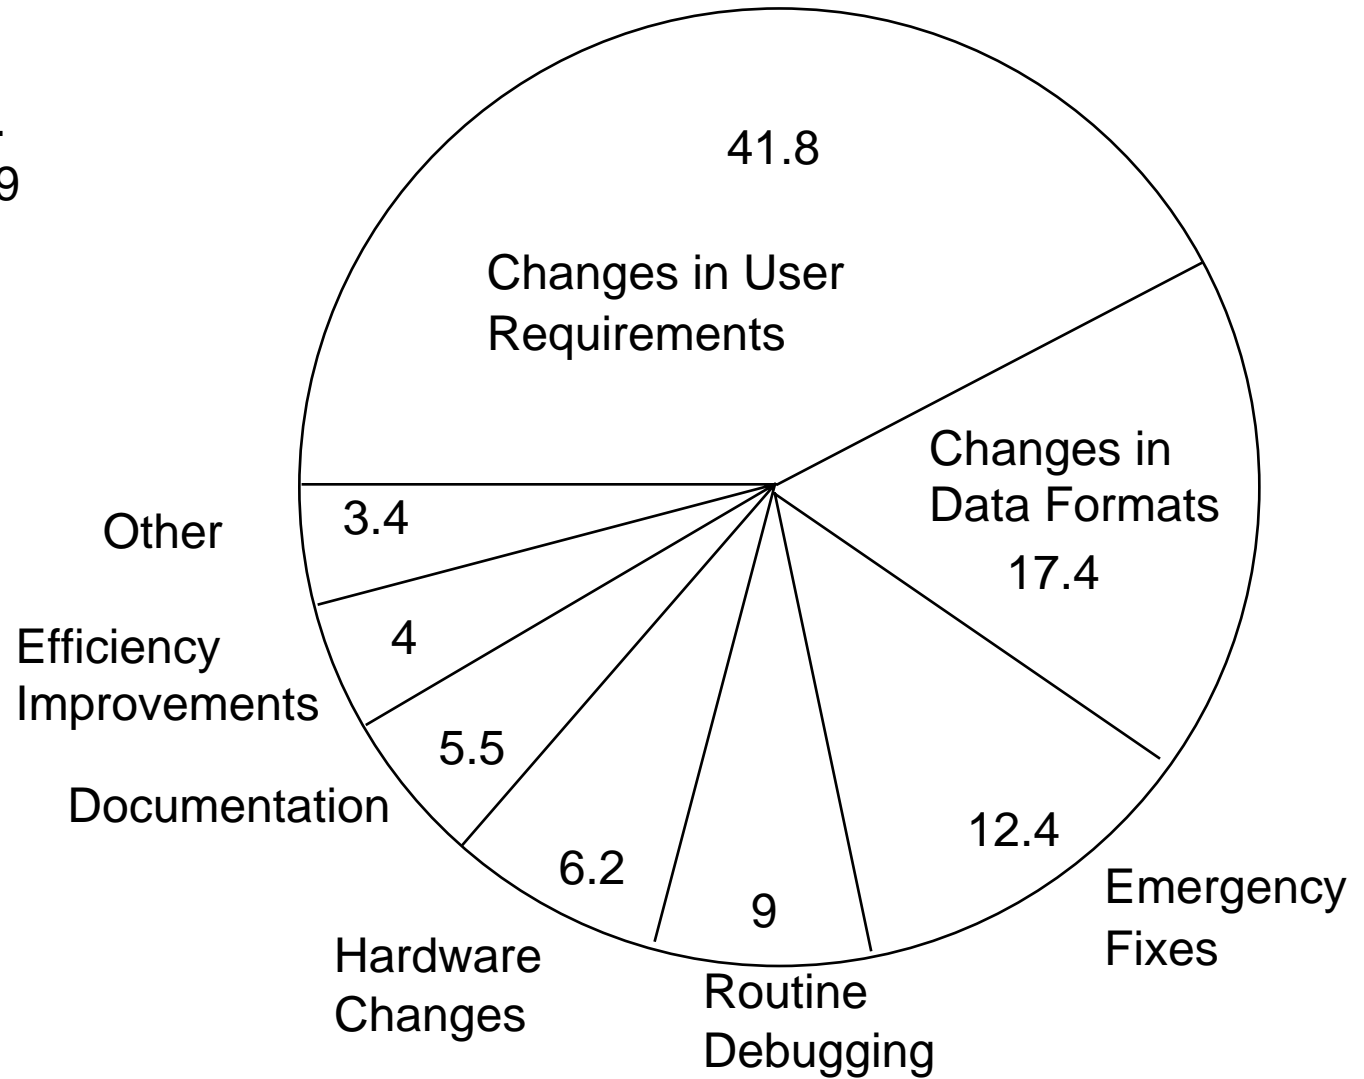 9
41.8
Changes in User
Requirements
Changes in
Data Formats
17.4
Other
3.4
Efficiency
Improvements
4
Documentation
5.5
Hardware
Changes
6.2
9
Routine
Debugging
12.4
Emergency
Fixes